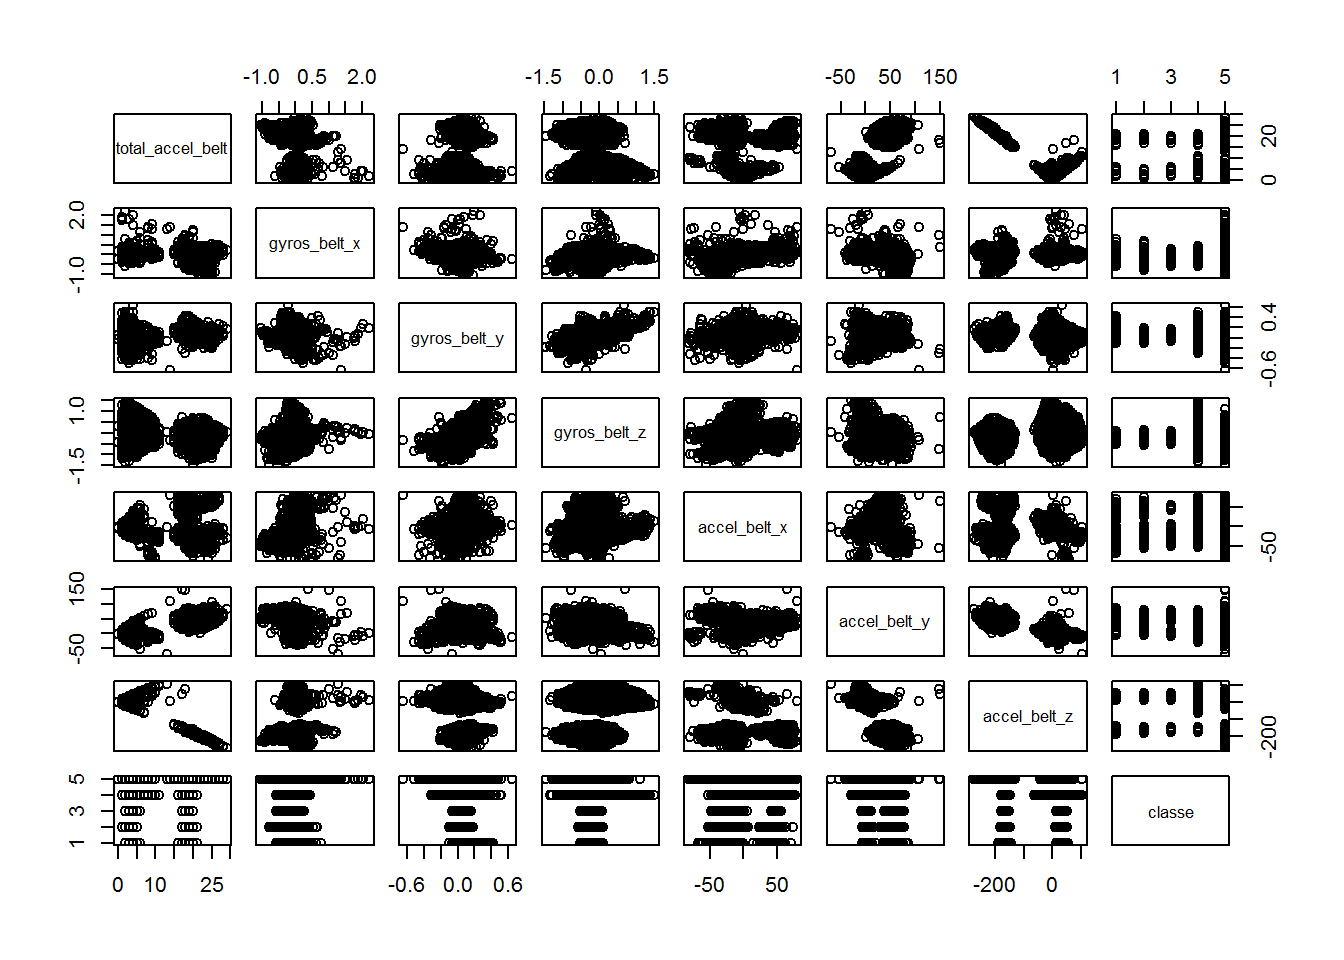 -1.0 0.5 2.0 -1.5 0.0 1.5 -50 50 150 1 3 5
total_accel_belt 0 20
-1.0 2.0 gyros_belt_x
gyros_belt_y -0.6 0.4
-1.5 1.0 gyros_belt_z
accel_belt_x -50
-50 150 accel_belt_y
accel_belt_z -200
1 3 5 classe
0 10 25 -0.6 0.0 0.6 -50 50 -200 0